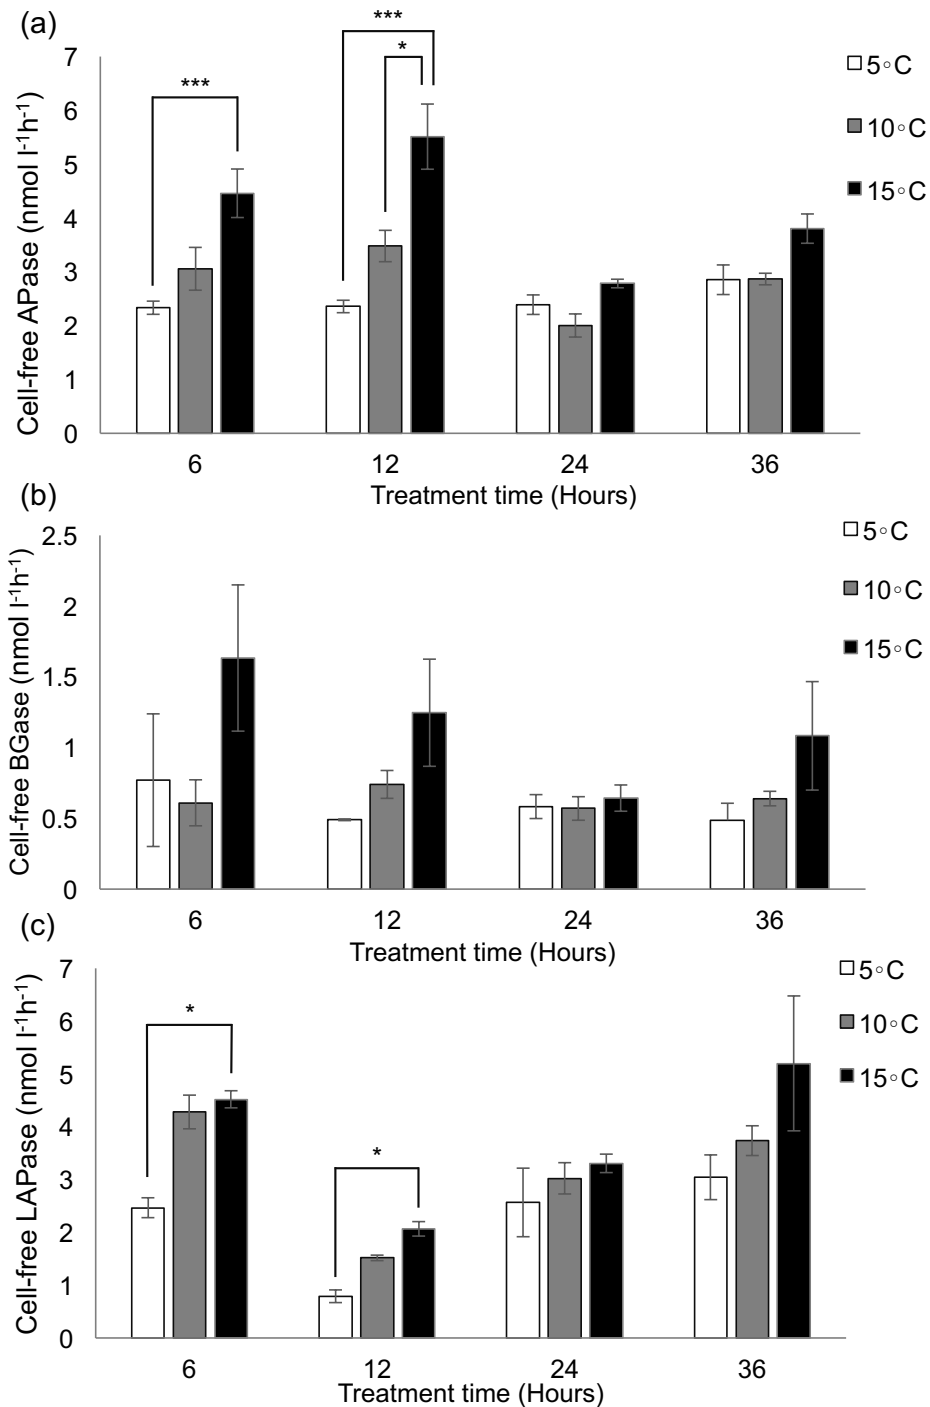 (a)
Cell-free APase (nmol l⁻¹h⁻¹)
7
6
5
4
3
2
1
0
***
***
*
5◦C
10◦C
15◦C
6 12 24 36
Treatment time (Hours)
(b)
Cell-free BGase (nmol l⁻¹h⁻¹)
2.5
2
1.5
1
0.5
0
5◦C
10◦C
15◦C
6 12 24 36
Treatment time (Hours)
(c)
Cell-free LAPase (nmol l⁻¹h⁻¹)
7
6
5
4
3
2
1
0
*
*
5◦C
10◦C
15◦C
6 12 24 36
Treatment time (Hours)